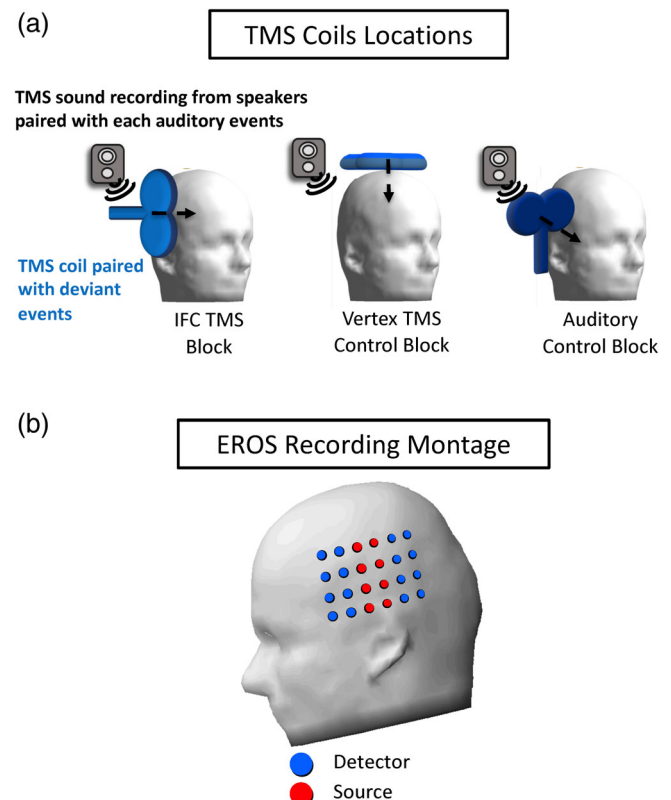 (a)
TMS Coils Locations
TMS sound recording from speakers
paired with each auditory events
TMS coil paired
with deviant
events
IFC TMS
Block
Vertex TMS
Control Block
Auditory
Control Block
(b)
EROS Recording Montage
Detector
Source